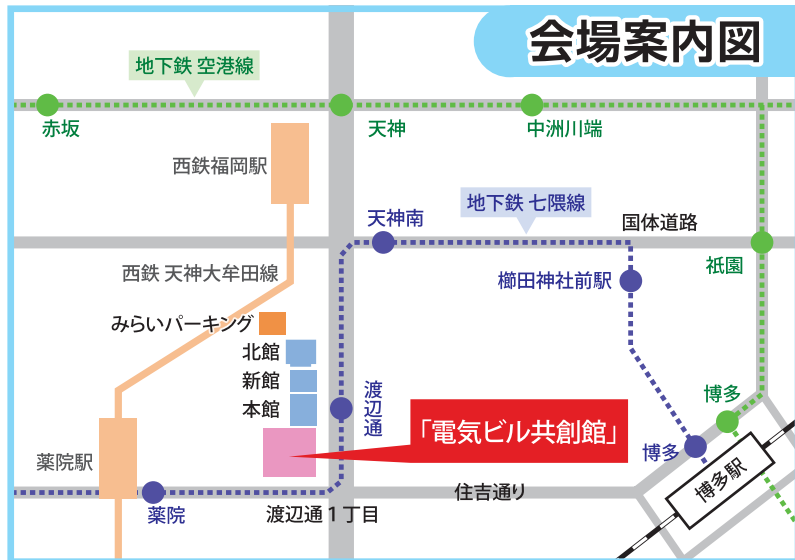 会場案内図
地下鉄 空港線
赤坂
天神
中洲川端
西鉄福岡駅
天神南
地下鉄 七隈線
国体道路
祇園
西鉄 天神大牟田線
櫛田神社前駅
みらいパーキング
北館
新館
本館
渡辺通
博多
「電気ビル共創館」
博多
薬院駅
博多駅
住吉通り
薬院
渡辺通1丁目